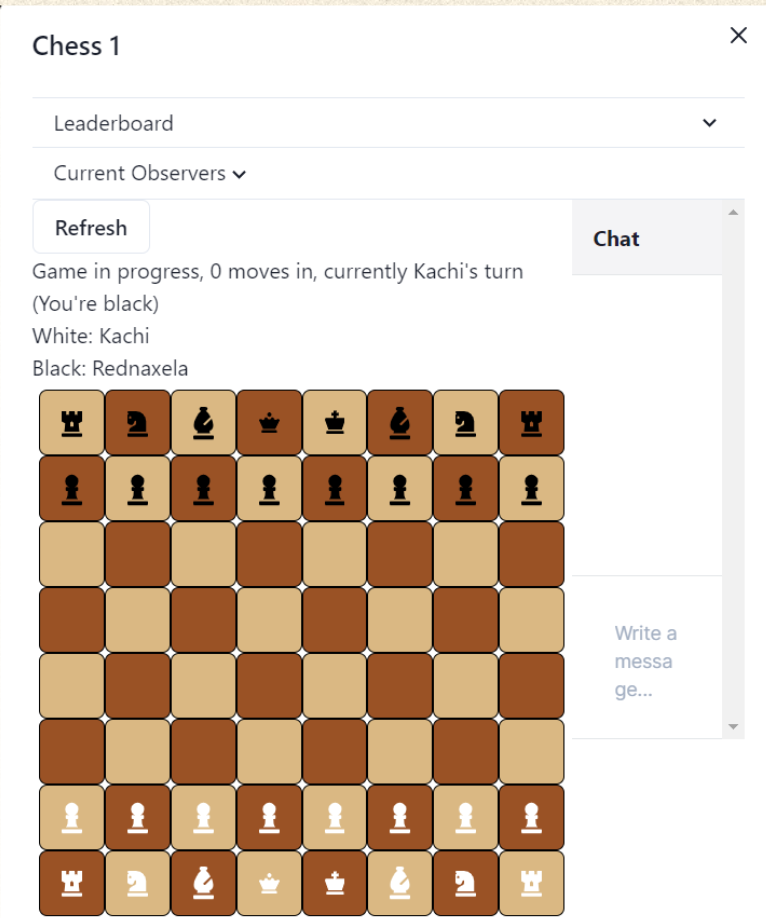 Chess 1
Leaderboard
Current Observers
Refresh
Game in progress, 0 moves in, currently Kachi's turn
(You're black)
White: Kachi
Black: Rednaxela
Chat
Write a
messa
ge...